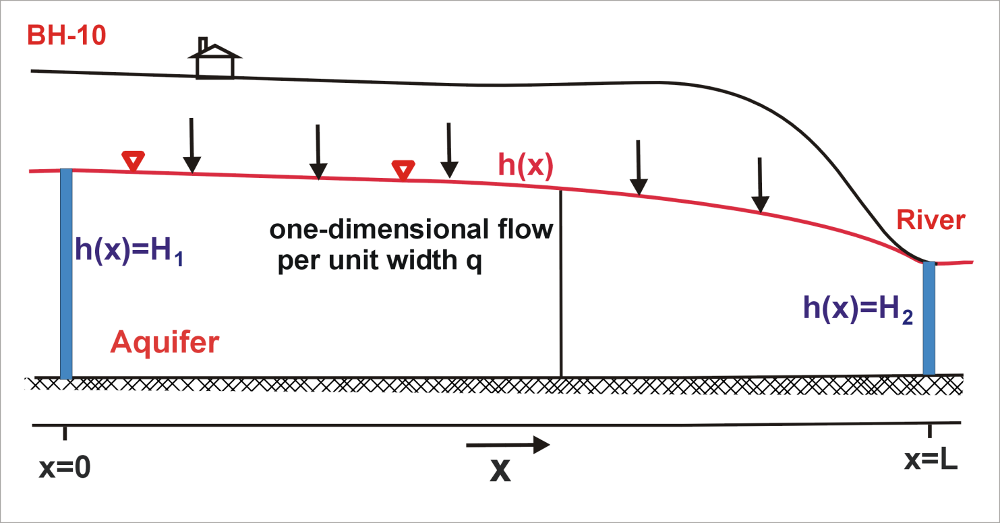 BH-10
h(x)
one-dimensional flow
per unit width q
River
h(x)=H₁
h(x)=H₂
Aquifer
x=0
x
x=L